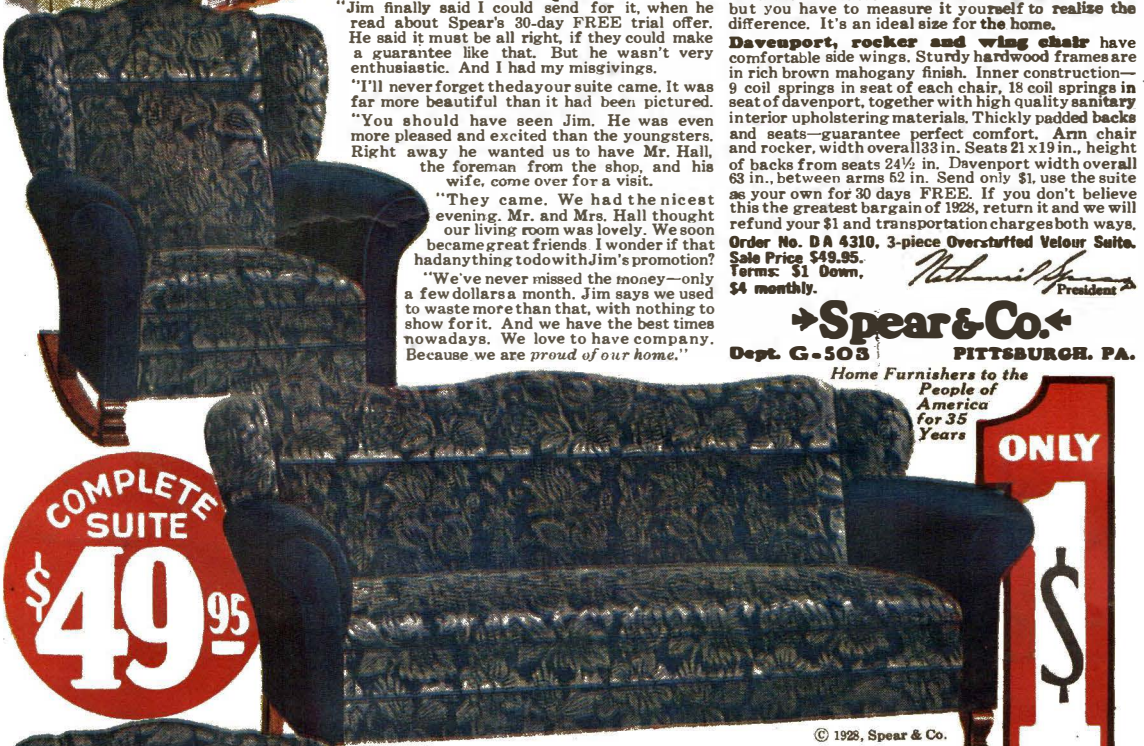 "Jim finally said I could send for it, when he
read about Spear's 30-day FREE trial offer.
He said it must be all right, if they could make
a guarantee like that. But he wasn't very
enthusiastic. And I had my misgivings.
"I'll never forget the day our suite came. It was
far more beautiful than it had been pictured.
"You should have seen Jim. He was even
more pleased and excited than the youngsters.
Right away he wanted us to have Mr. Hall,
the foreman from the shop, and his
wife, come over for a visit.
"They came. We had the nicest
evening. Mr. and Mrs. Hall thought
our living room was lovely. We soon
became great friends. I wonder if that
had anything to do with Jim's promotion?
"We've never missed the money—only
a few dollars a month. Jim says we used
to waste more than that, with nothing to
show for it. And we have the best times
nowadays. We love to have company.
Because we are proud of our home."
but you have to measure it yourself to realize the
difference. It's an ideal size for the home.
Davenport, rocker and wing chair have
comfortable side wings. Sturdy hardwood frames are
in rich brown mahogany finish. Inner construction—
9 coil springs in seat of each chair, 18 coil springs in
seat of davenport, together with high quality sanitary
interior upholstering materials. Thickly padded backs
and seats—guarantee perfect comfort. Arm chair
and rocker, width overall 33 in. Seats 21 x 19 in., height
of backs from seats 24½ in. Davenport width overall
63 in., between arms 52 in. Send only $1, use the suite
as your own for 30 days FREE. If you don't believe
this the greatest bargain of 1928, return it and we will
refund your $1 and transportation charges both ways.
Order No. DA 4310, 3-piece Overstuffed Velour Suite.
Sale Price $49.95.
Terms: $1 Down,
$4 monthly.
Nathaniel Spear
President
Spear & Co.
Dept. G-503 PITTSBURGH, PA.
Home Furnishers to the
People of
America
for 35
Years
COMPLETE
SUITE
$49.95
ONLY
$1
© 1928, Spear & Co.